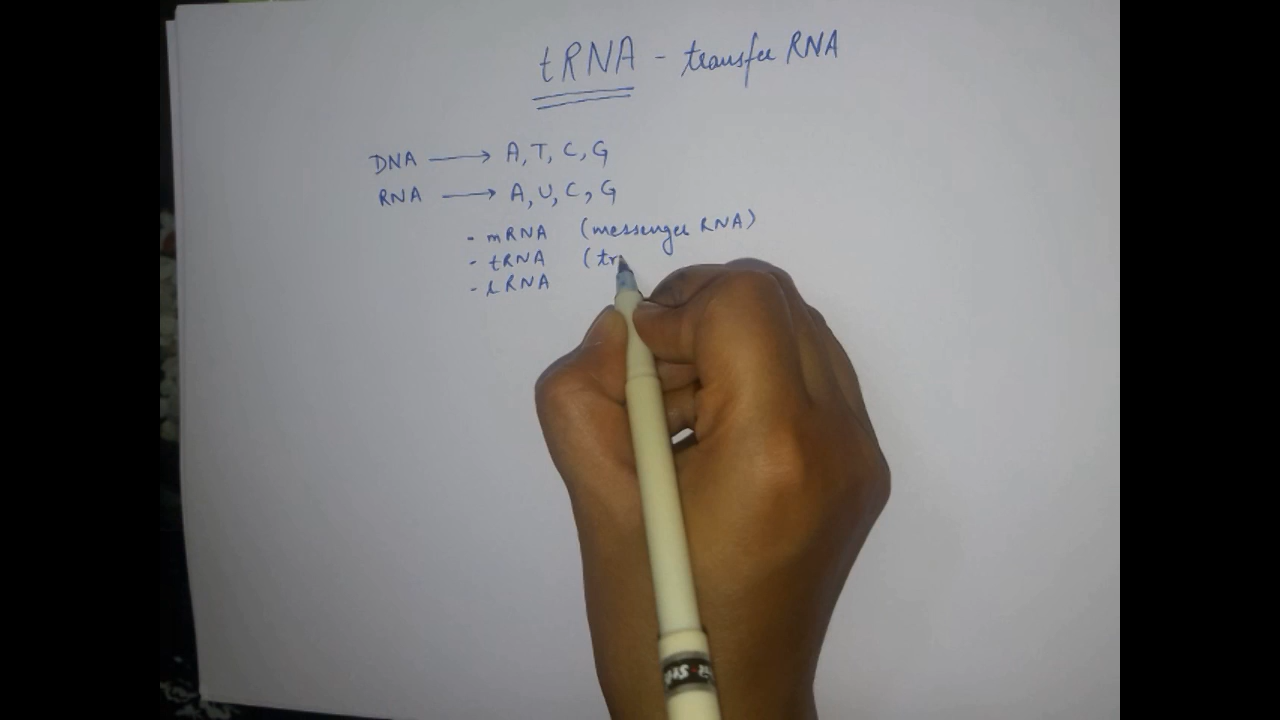 tRNA - transfer RNA
DNA → A, T, C, G
RNA → A, U, C, G
- mRNA (messenger RNA)
- tRNA (tr
- rRNA